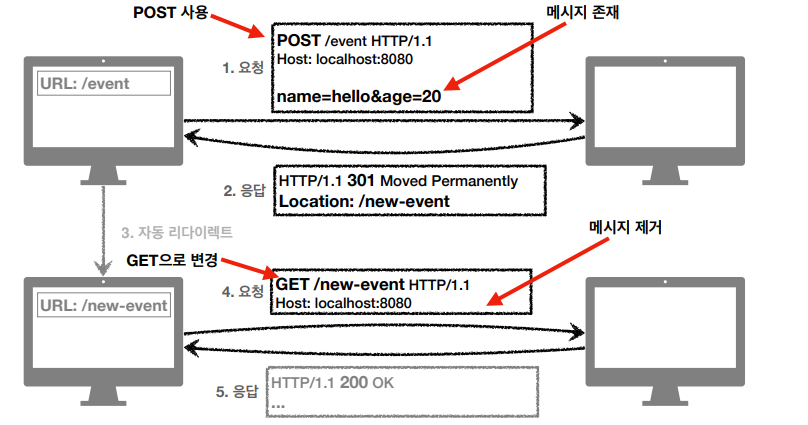 POST 사용
메시지 존재
POST /event HTTP/1.1
Host: localhost:8080
name=hello&age=20
1. 요청
URL: /event
2. 응답
HTTP/1.1 301 Moved Permanently
Location: /new-event
3. 자동 리다이렉트
메시지 제거
GET으로 변경
4. 요청
GET /new-event HTTP/1.1
Host: localhost:8080
URL: /new-event
5. 응답
HTTP/1.1 200 OK
...